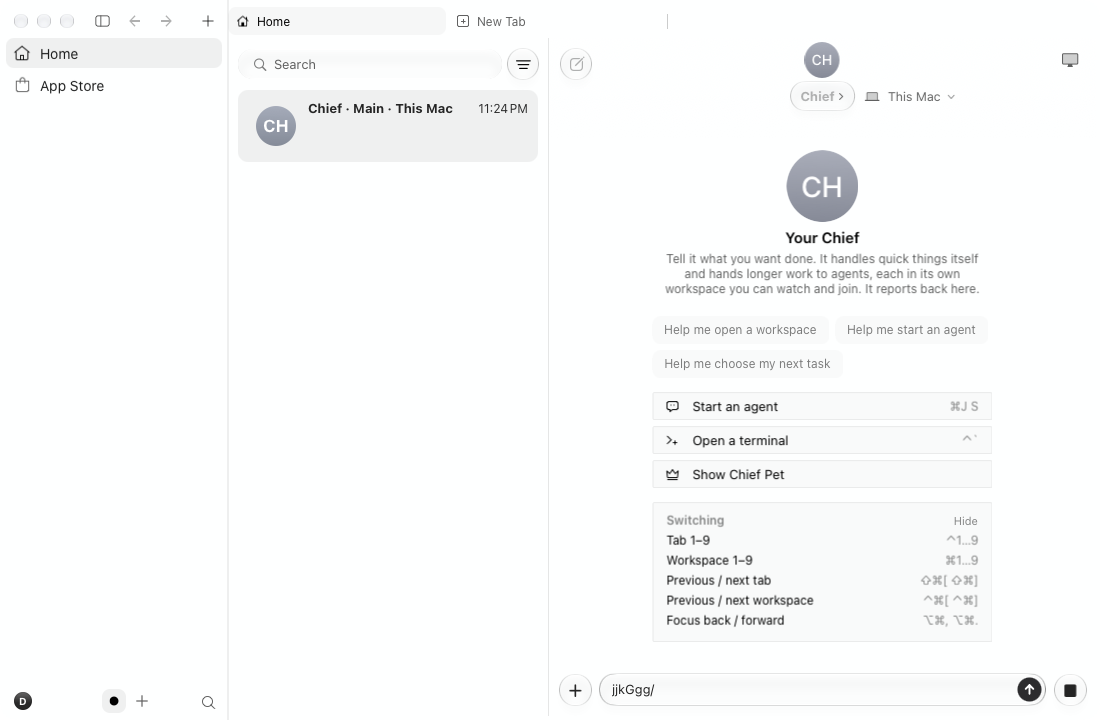 Home
New Tab
Home
App Store
Search
CH
Chief · Main · This Mac
11:24 PM
CH
Chief
This Mac
CH
Your Chief
Tell it what you want done. It handles quick things itself
and hands longer work to agents, each in its own
workspace you can watch and join. It reports back here.
Help me open a workspace
Help me start an agent
Help me choose my next task
Start an agent ⌘J S
Open a terminal ^`
Show Chief Pet
Switching Hide
Tab 1–9 ^1...9
Workspace 1–9 ⌘1...9
Previous / next tab ⇧⌘[ ⇧⌘]
Previous / next workspace ^⌘[ ^⌘]
Focus back / forward ⌥⌘, ⌥⌘.
jjkGgg/
D